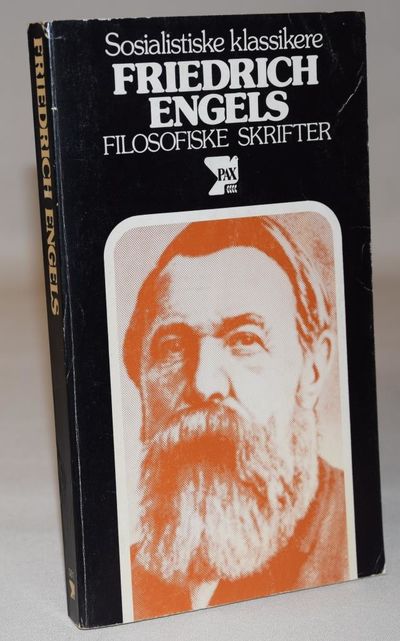 Sosialistiske klassikere
FRIEDRICH
ENGELS
FILOSOFISKE SKRIFTER
PAX
FRIEDRICH ENGELS